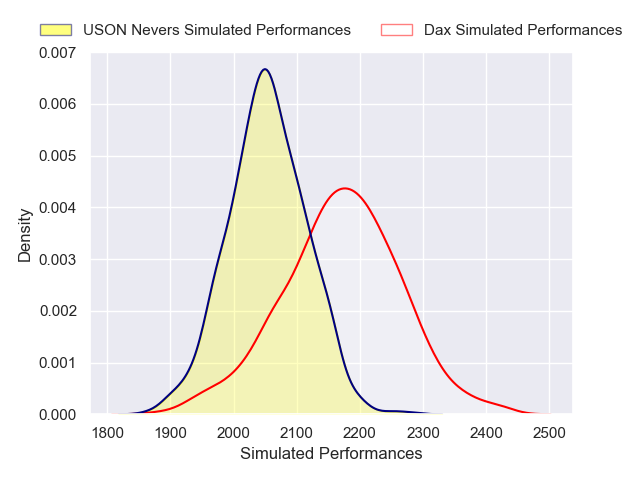 USON Nevers Simulated Performances
Dax Simulated Performances
0.007
0.006
0.005
0.004
0.003
0.002
0.001
0.000
Density
1800 1900 2000 2100 2200 2300 2400 2500
Simulated Performances